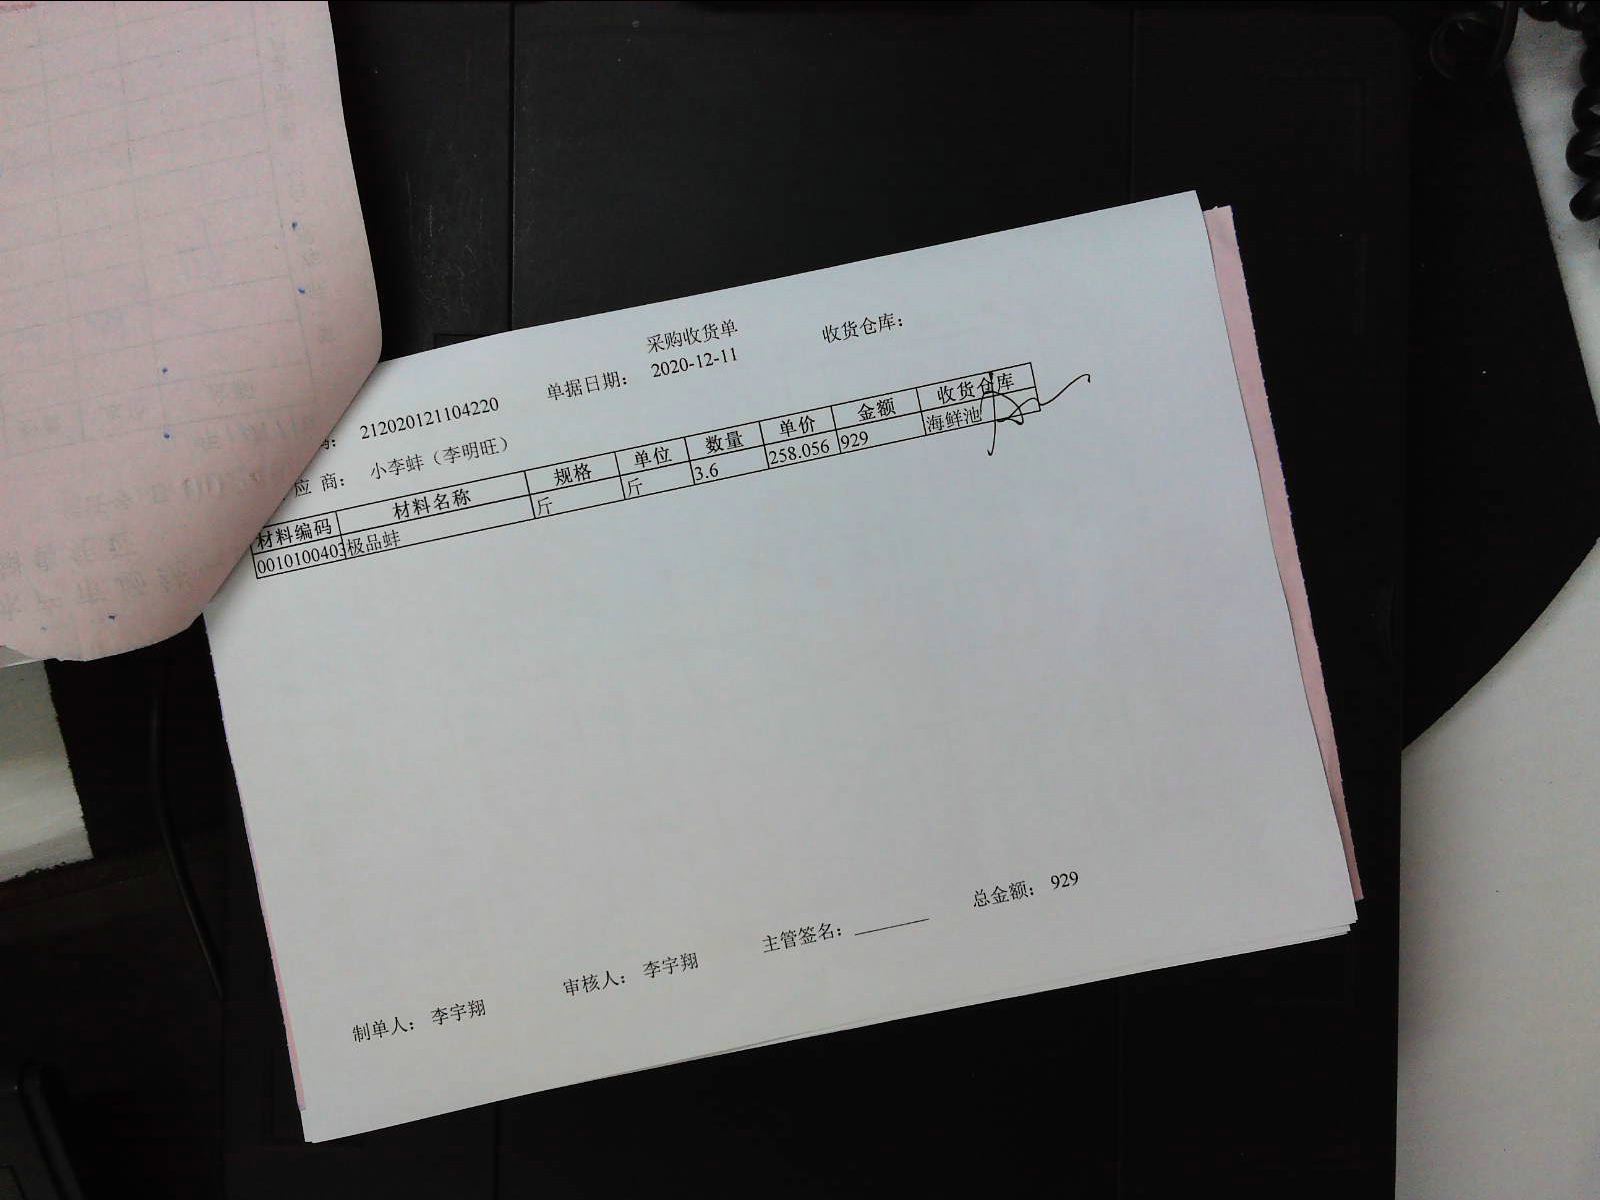 采购收货单
212020121104220 单据日期： 2020-12-11 收货仓库：
应 商： 小李蚌（李明旺）
材料编码 材料名称 规格 单位 数量 单价 金额 收货仓库
0010100403 极品蚌 斤 斤 3.6 258.056 929 海鲜池
制单人： 李宇翔 审核人： 李宇翔 主管签名： 总金额： 929